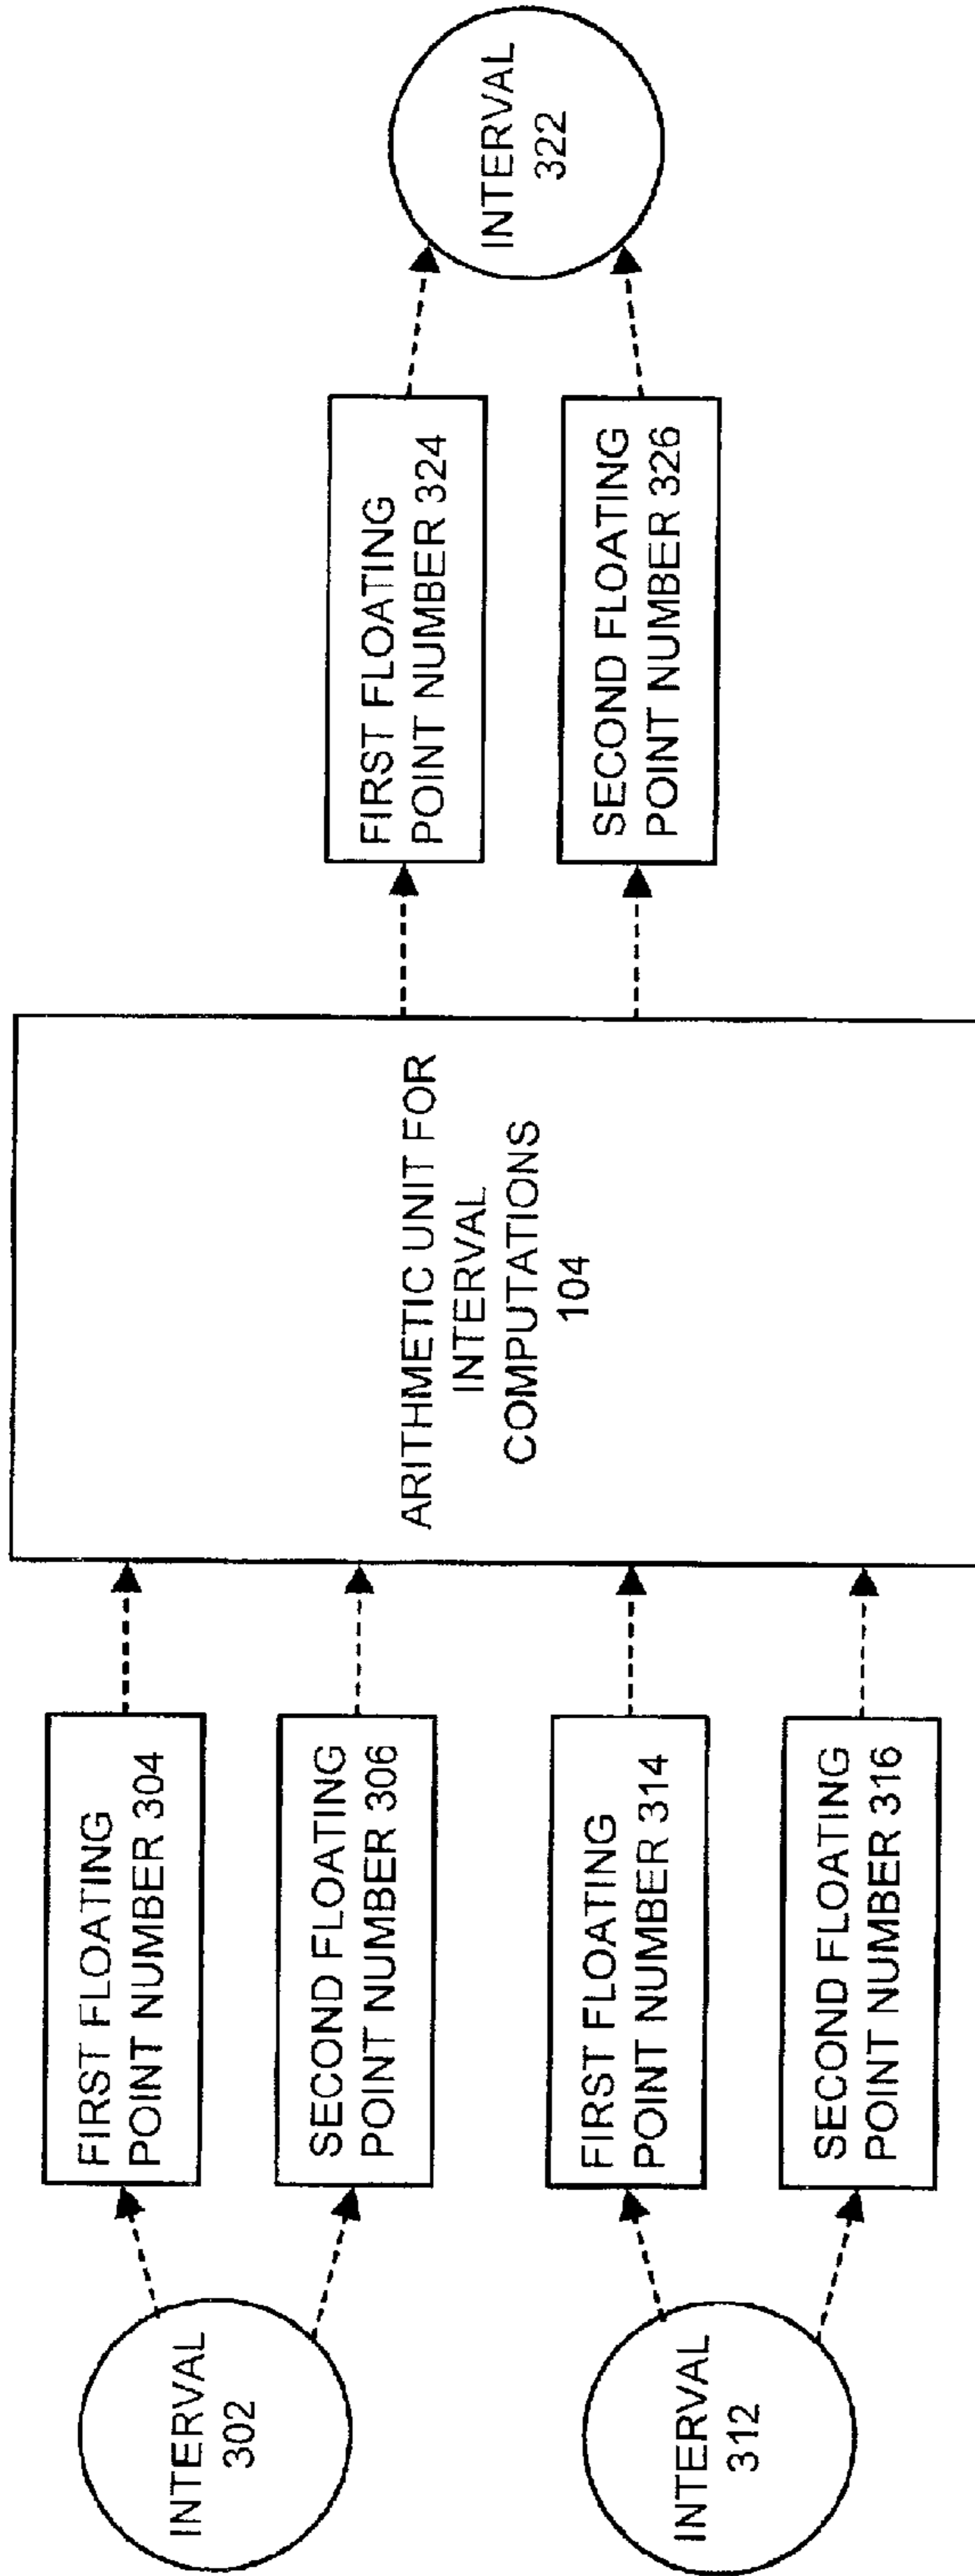 INTERVAL
302
FIRST FLOATING
POINT NUMBER 304
SECOND FLOATING
POINT NUMBER 306
INTERVAL
312
FIRST FLOATING
POINT NUMBER 314
SECOND FLOATING
POINT NUMBER 316
ARITHMETIC UNIT FOR
INTERVAL
COMPUTATIONS
104
FIRST FLOATING
POINT NUMBER 324
SECOND FLOATING
POINT NUMBER 326
INTERVAL
322